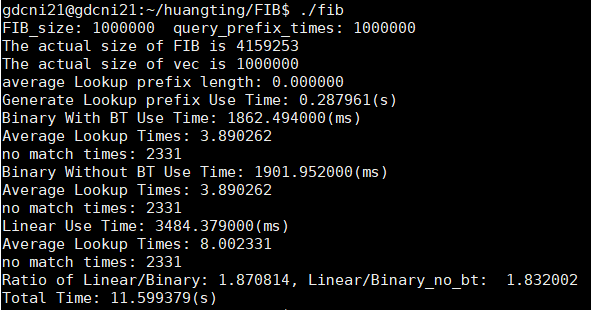 gdcni21@gdcni21:~/huangting/FIB$ ./fib
FIB_size: 1000000  query_prefix_times: 1000000
The actual size of FIB is 4159253
The actual size of vec is 1000000
average Lookup prefix length: 0.000000
Generate Lookup prefix Use Time: 0.287961(s)
Binary With BT Use Time: 1862.494000(ms)
Average Lookup Times: 3.890262
no match times: 2331
Binary Without BT Use Time: 1901.952000(ms)
Average Lookup Times: 3.890262
no match times: 2331
Linear Use Time: 3484.379000(ms)
Average Lookup Times: 8.002331
no match times: 2331
Ratio of Linear/Binary: 1.870814, Linear/Binary_no_bt:  1.832002
Total Time: 11.599379(s)